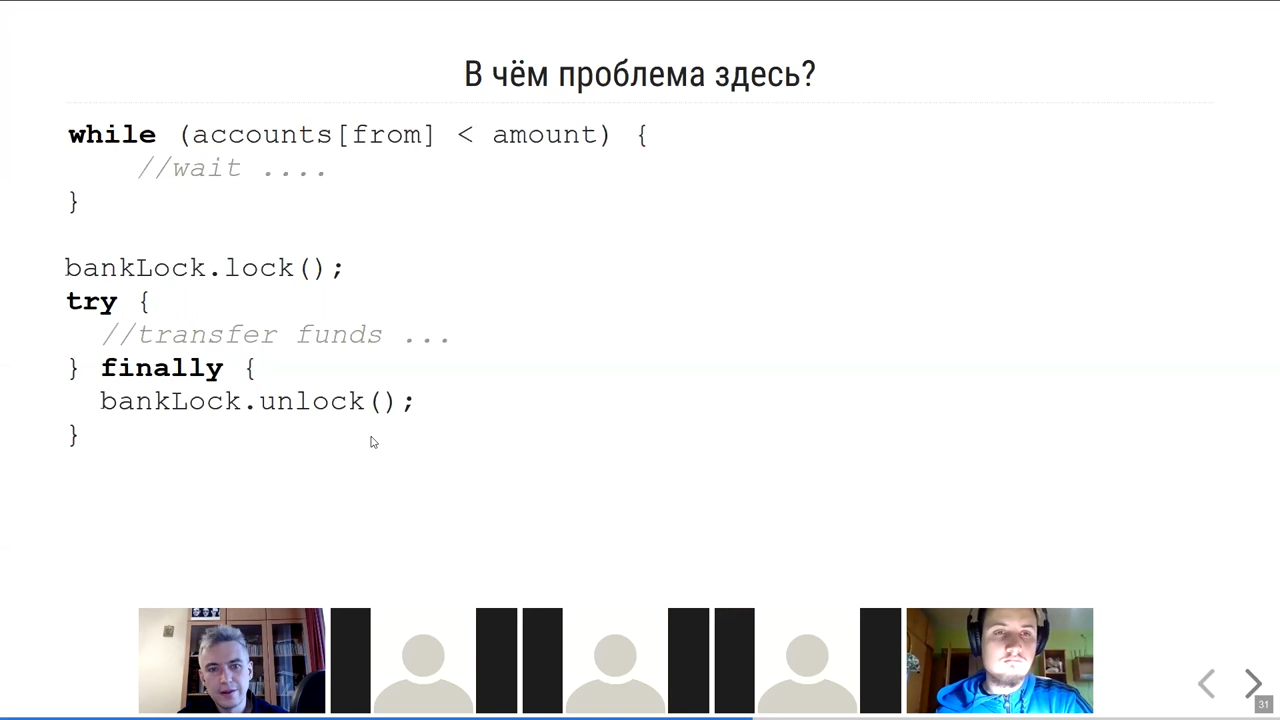 В чём проблема здесь?
while (accounts[from] < amount) {
//wait ....
}
bankLock.lock();
try {
//transfer funds ...
} finally {
bankLock.unlock();
}
31